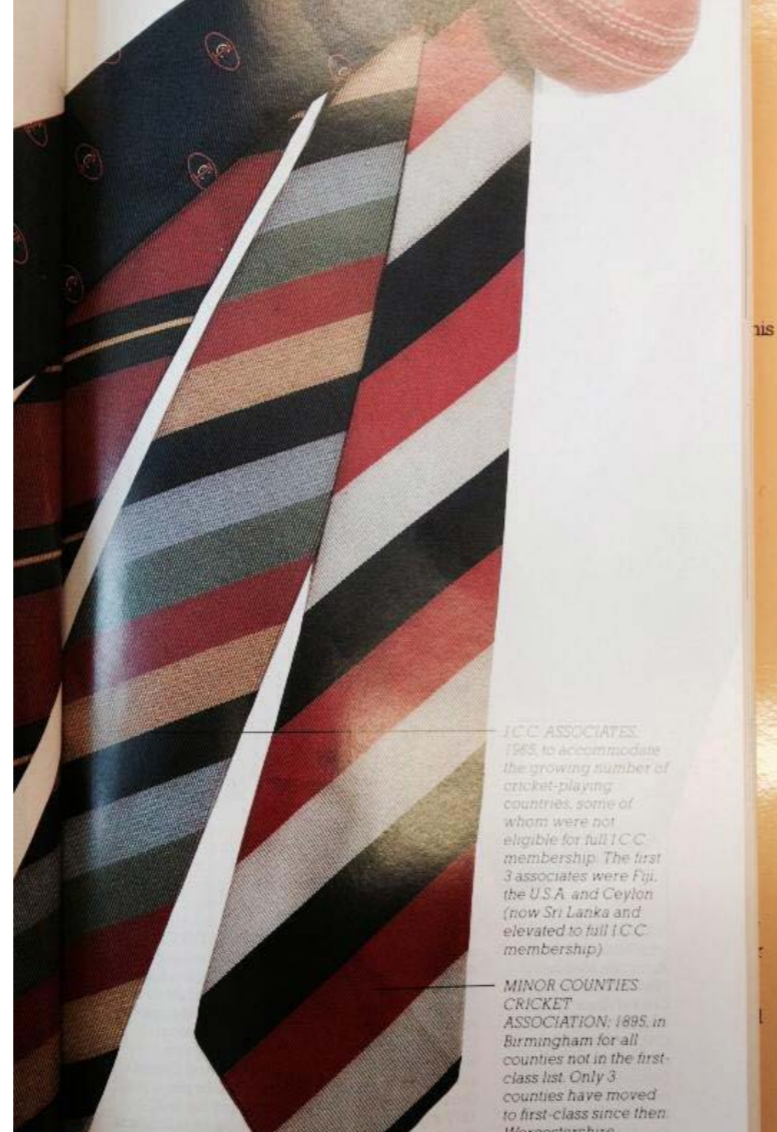 his
I.C.C. ASSOCIATES:
1965, to accommodate
the growing number of
cricket-playing
countries, some of
whom were not
eligible for full I.C.C.
membership. The first
3 associates were Fiji,
the U.S.A. and Ceylon
(now Sri Lanka and
elevated to full I.C.C.
membership)
MINOR COUNTIES
CRICKET
ASSOCIATION: 1895, in
Birmingham for all
counties not in the first-
class list. Only 3
counties have moved
to first-class since then:
Worcestershire